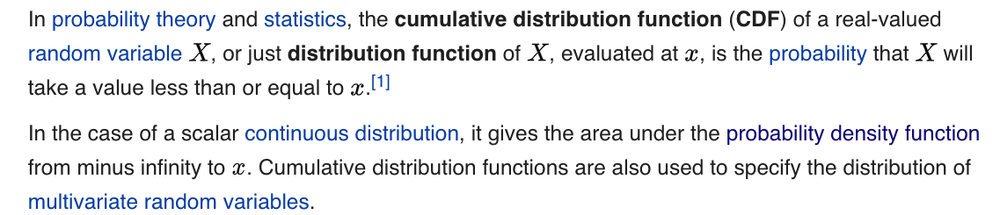 In probability theory and statistics, the cumulative distribution function (CDF) of a real-valued
random variable X, or just distribution function of X, evaluated at x, is the probability that X will
take a value less than or equal to x.[1]
In the case of a scalar continuous distribution, it gives the area under the probability density function
from minus infinity to x. Cumulative distribution functions are also used to specify the distribution of
multivariate random variables.